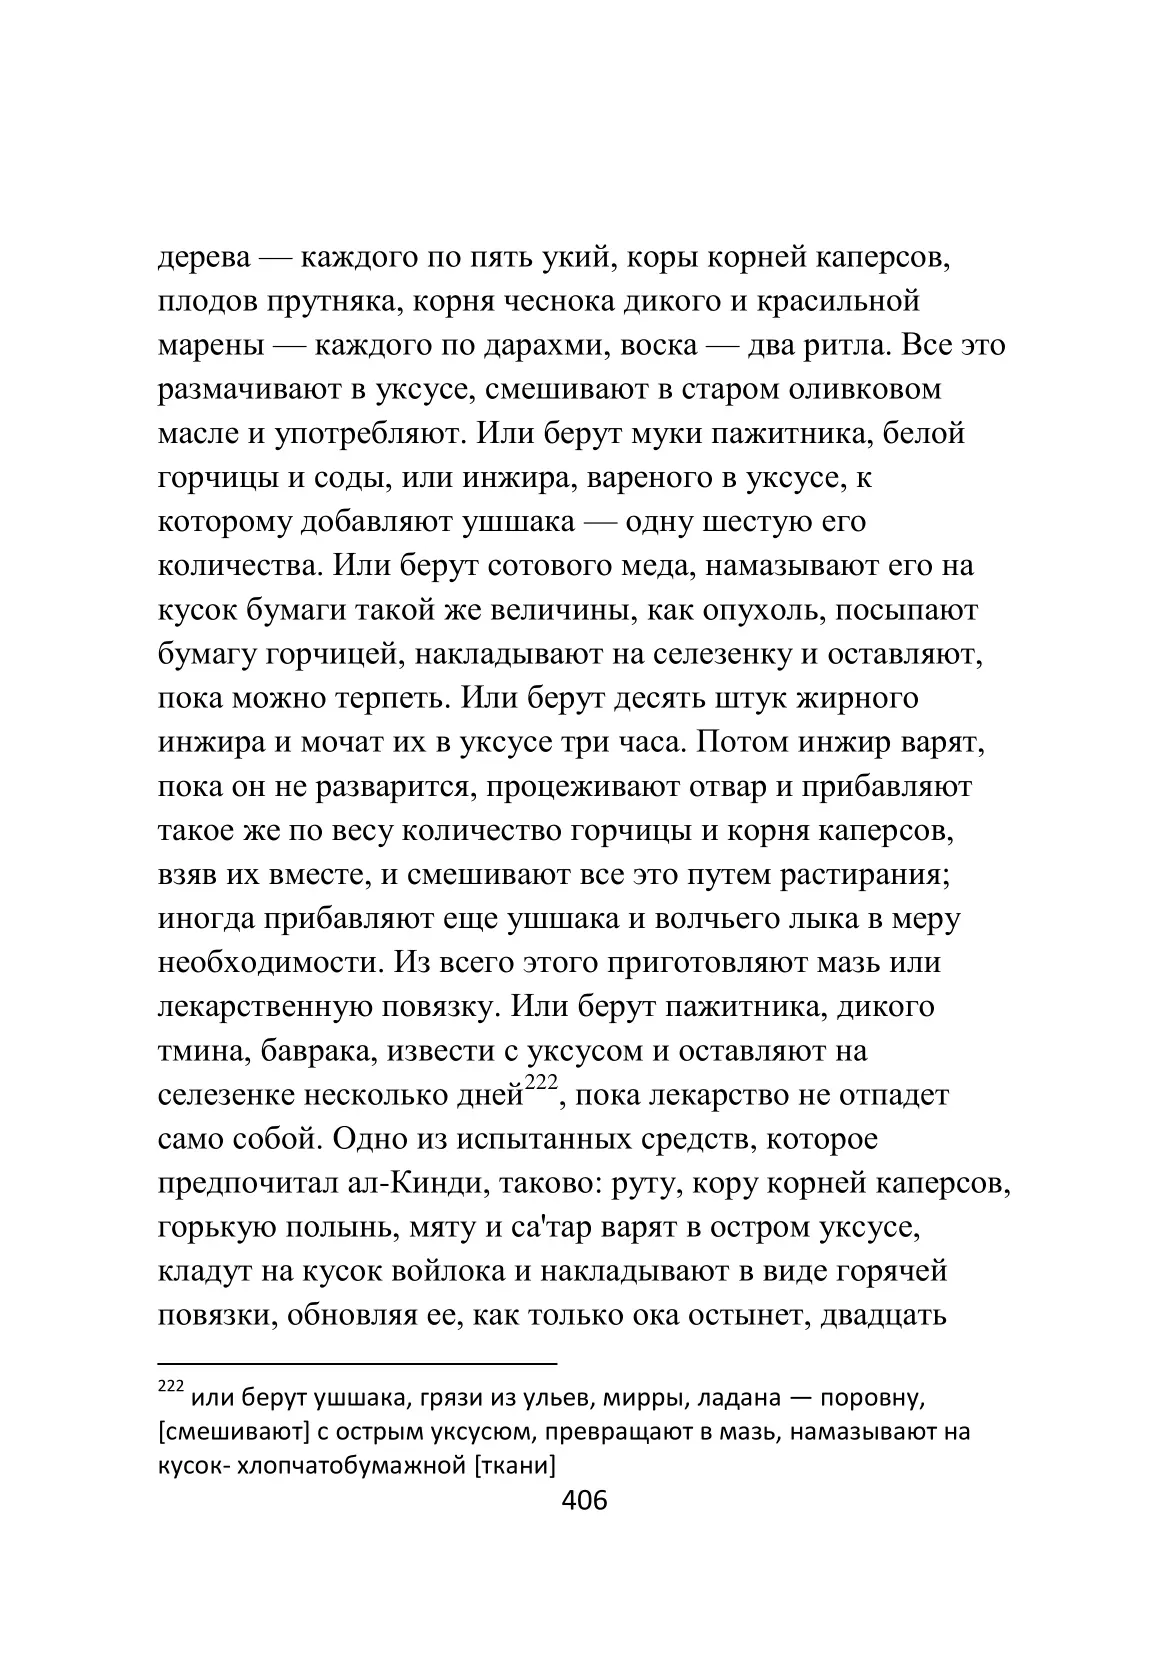 дерева — каждого по пять укий, коры корней каперсов,
плодов прутняка, корня чеснока дикого и красильной
марены — каждого по дарахми, воска — два ритла. Все это
размачивают в уксусе, смешивают в старом оливковом
масле и употребляют. Или берут муки пажитника, белой
горчицы и соды, или инжира, вареного в уксусе, к
которому добавляют ушшака — одну шестую его
количества. Или берут сотового меда, намазывают его на
кусок бумаги такой же величины, как опухоль, посыпают
бумагу горчицей, накладывают на селезенку и оставляют,
пока можно терпеть. Или берут десять штук жирного
инжира и мочат их в уксусе три часа. Потом инжир варят,
пока он не разварится, процеживают отвар и прибавляют
такое же по весу количество горчицы и корня каперсов,
взяв их вместе, и смешивают все это путем растирания;
иногда прибавляют еще ушшака и волчьего лыка в меру
необходимости. Из всего этого приготовляют мазь или
лекарственную повязку. Или берут пажитника, дикого
тмина, баврака, извести с уксусом и оставляют на
селезенке несколько дней222, пока лекарство не отпадет
само собой. Одно из испытанных средств, которое
предпочитал ал-Кинди, таково: руту, кору корней каперсов,
горькую полынь, мяту и са'тар варят в остром уксусе,
кладут на кусок войлока и накладывают в виде горячей
повязки, обновляя ее, как только ока остынет, двадцать
222 или берут ушшака, грязи из ульев, мирры, ладана — поровну,
[смешивают] с острым уксусюм, превращают в мазь, намазывают на
кусок- хлопчатобумажной [ткани]
406